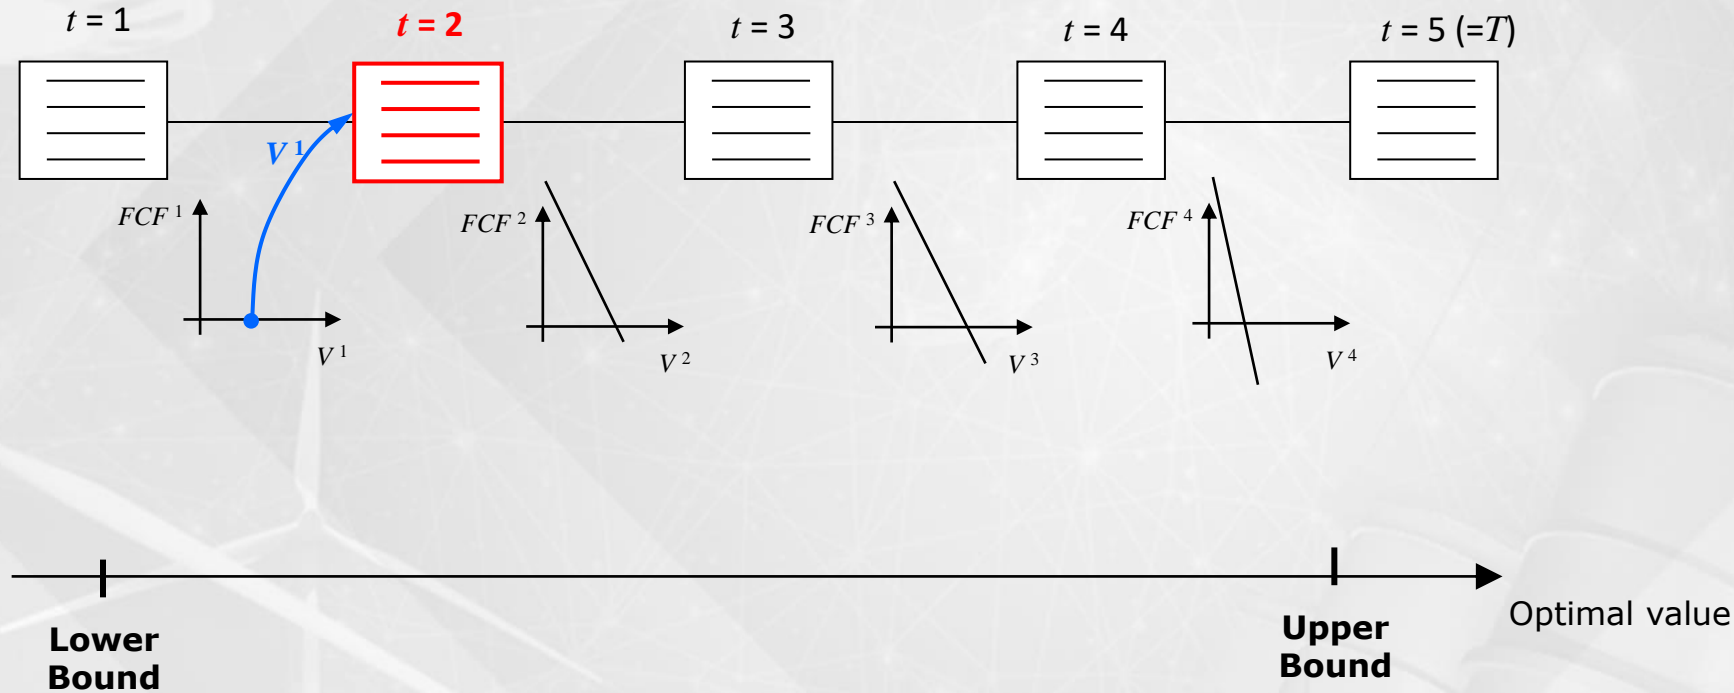 t = 1
t = 2
t = 3
t = 4
t = 5 (=T)
V 1
FCF 1
V 1
FCF 2
V 2
FCF 3
V 3
FCF 4
V 4
Lower
Bound
Upper
Bound
Optimal value